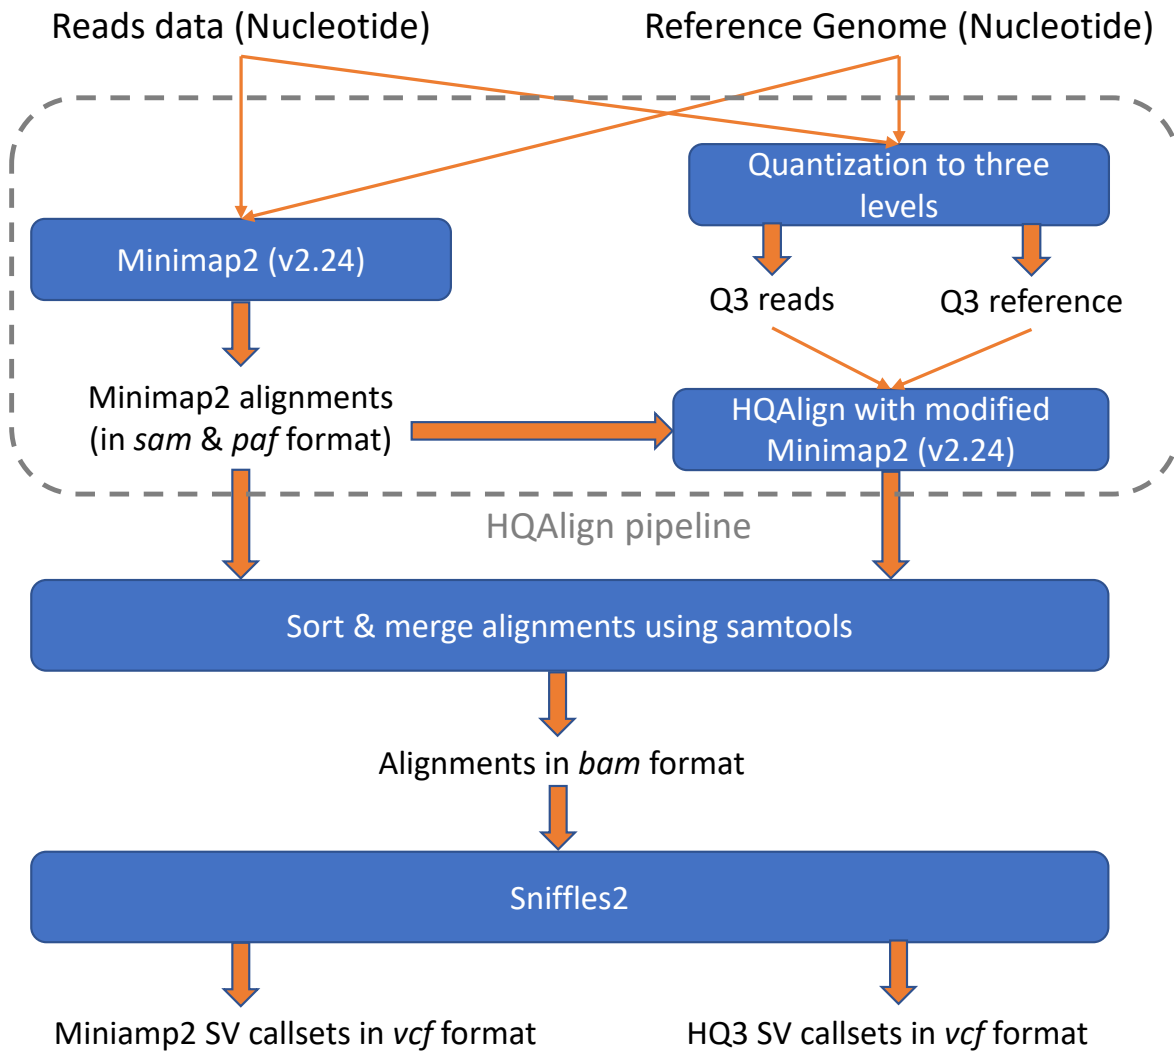 Reads data (Nucleotide)
Reference Genome (Nucleotide)
Quantization to three
levels
Minimap2 (v2.24)
Q3 reads
Q3 reference
Minimap2 alignments
(in sam & paf format)
HQAlign with modified
Minimap2 (v2.24)
HQAlign pipeline
Sort & merge alignments using samtools
Alignments in bam format
Sniffles2
Miniamp2 SV callsets in vcf format
HQ3 SV callsets in vcf format